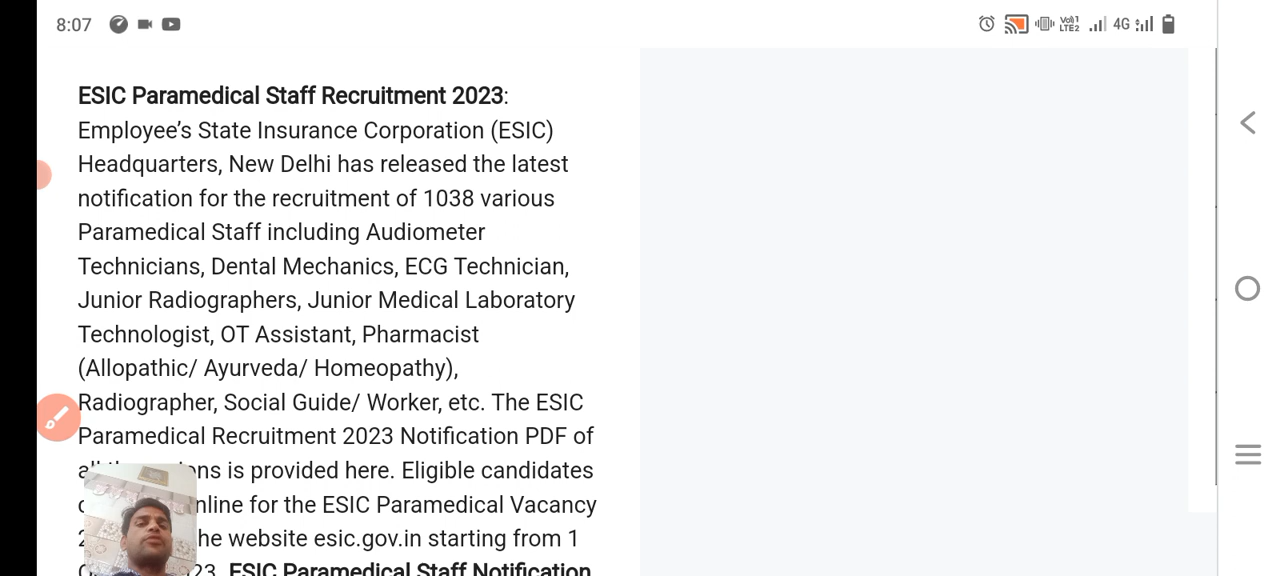 8:07
Vo)) 1
LTE2
4G
ESIC Paramedical Staff Recruitment 2023:
Employee’s State Insurance Corporation (ESIC)
Headquarters, New Delhi has released the latest
notification for the recruitment of 1038 various
Paramedical Staff including Audiometer
Technicians, Dental Mechanics, ECG Technician,
Junior Radiographers, Junior Medical Laboratory
Technologist, OT Assistant, Pharmacist
(Allopathic/ Ayurveda/ Homeopathy),
Radiographer, Social Guide/ Worker, etc. The ESIC
Paramedical Recruitment 2023 Notification PDF of
is provided here. Eligible candidates
for the ESIC Paramedical Vacancy
website esic.gov.in starting from 1
ESIC Paramedical Staff Notification